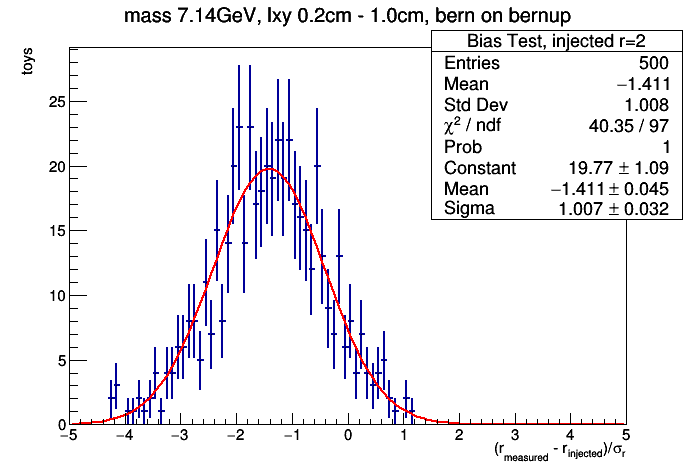 mass 7.14GeV, lxy 0.2cm - 1.0cm, bern on bernup
Bias Test, injected r=2
Entries 500
Mean −1.411
Std Dev 1.008
χ² / ndf 40.35 / 97
Prob 1
Constant 19.77 ± 1.09
Mean −1.411 ± 0.045
Sigma 1.007 ± 0.032
toys
25
20
15
10
5
0
−5 −4 −3 −2 −1 0 1 2 3 4 5
(r_measured - r_injected)/σ_r